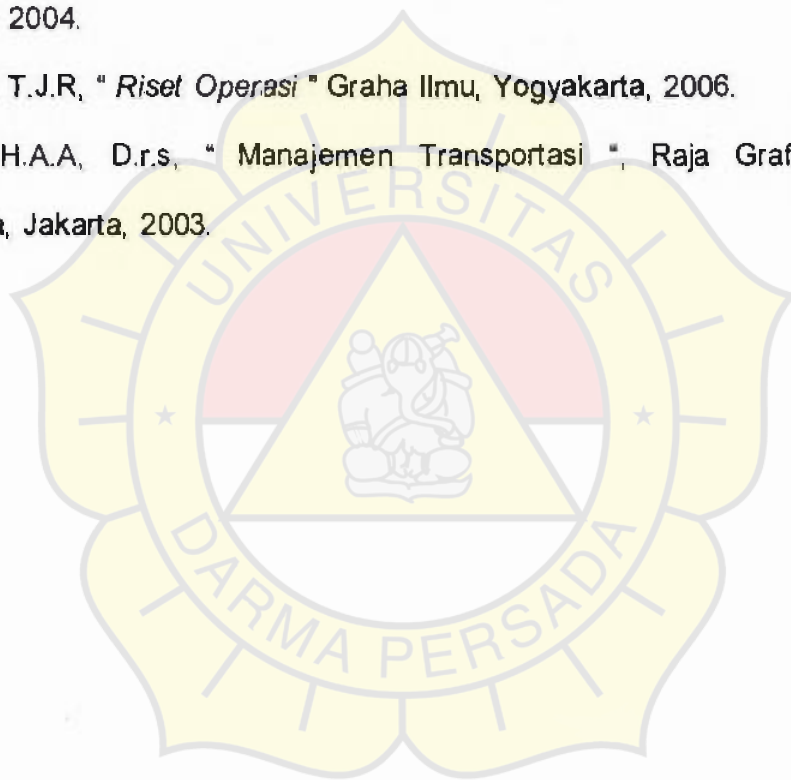 2004.
T.J.R, " Riset Operasi " Graha Ilmu, Yogyakarta, 2006.
H.A.A, D.r.s, " Manajemen Transportasi ", Raja Graf
, Jakarta, 2003.
UNIVERSITAS
DARMA PERSADA